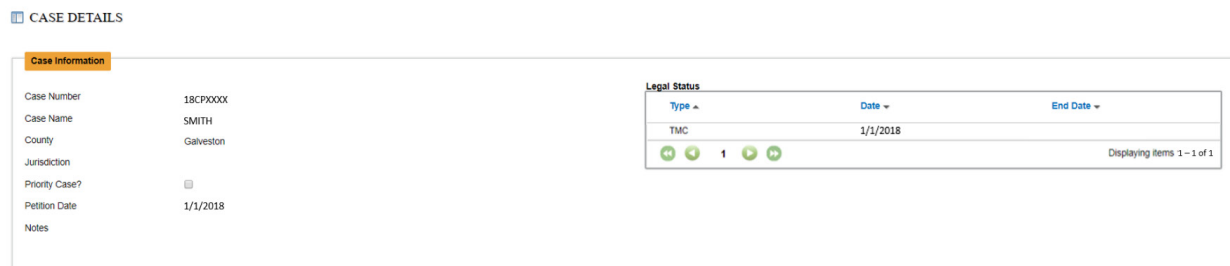 CASE DETAILS
Case Information
Case Number 18CPXXXX
Case Name SMITH
County Galveston
Jurisdiction
Priority Case?
Petition Date 1/1/2018
Notes
Legal Status
Type Date End Date
TMC 1/1/2018
1 Displaying items 1 – 1 of 1